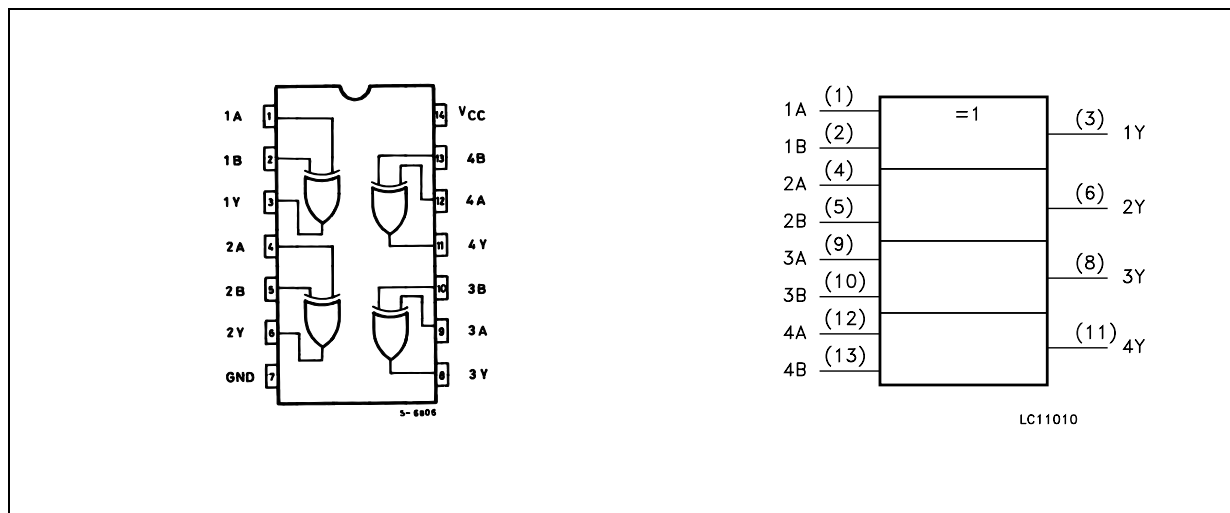 1A 1 14 VCC
1B 2 13 4B
1Y 3 12 4A
2A 4 11 4Y
2B 5 10 3B
2Y 6 9 3A
GND 7 8 3Y
S-6806
1A (1) =1 (3) 1Y
1B (2)
2A (4) (6) 2Y
2B (5)
3A (9) (8) 3Y
3B (10)
4A (12) (11) 4Y
4B (13)
LC11010